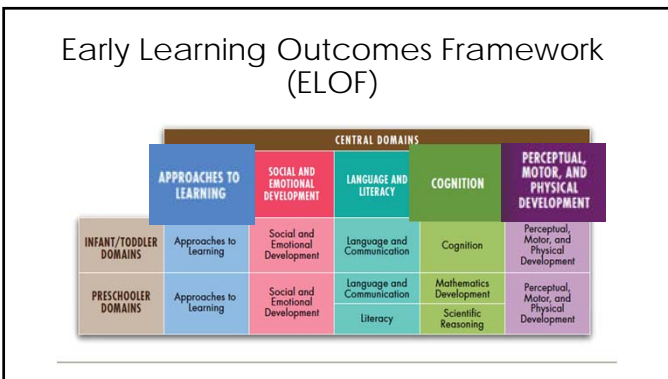 Early Learning Outcomes Framework
(ELOF)
CENTRAL DOMAINS
APPROACHES TO
LEARNING
SOCIAL AND
EMOTIONAL
DEVELOPMENT
LANGUAGE AND
LITERACY
COGNITION
PERCEPTUAL,
MOTOR, AND
PHYSICAL
DEVELOPMENT
INFANT/TODDLER
DOMAINS
Approaches to
Learning
Social and
Emotional
Development
Language and
Communication
Cognition
Perceptual,
Motor, and
Physical
Development
PRESCHOOLER
DOMAINS
Approaches to
Learning
Social and
Emotional
Development
Language and
Communication
Literacy
Mathematics
Development
Scientific
Reasoning
Perceptual,
Motor, and
Physical
Development